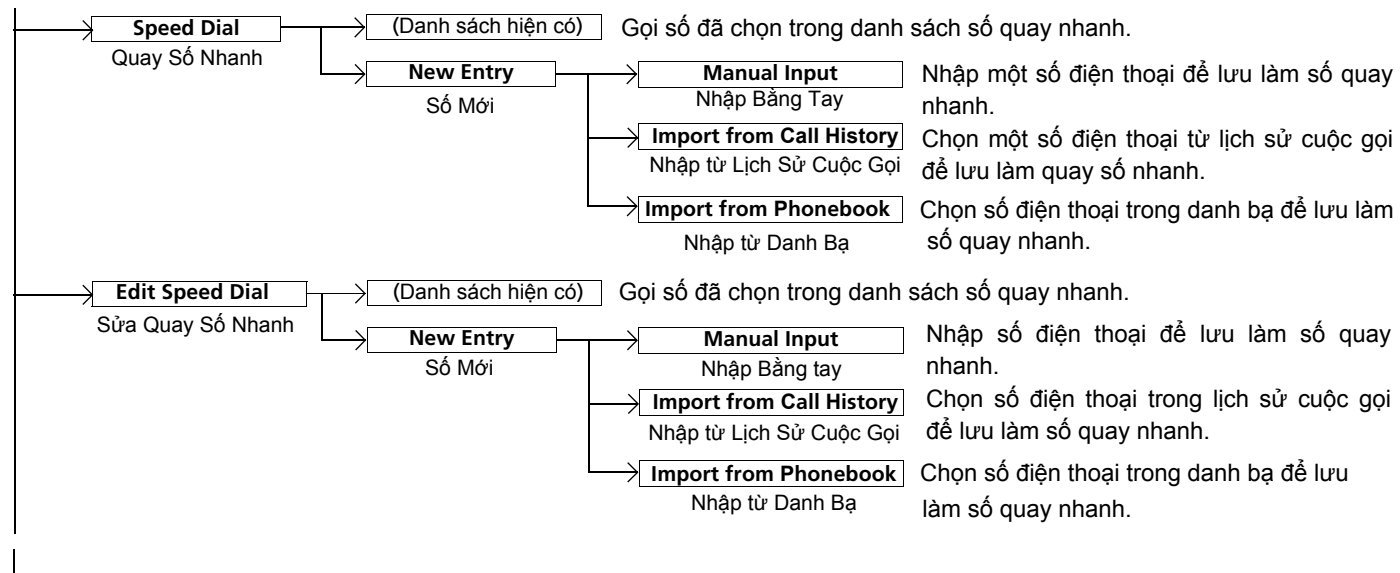 Speed Dial
Quay Số Nhanh
(Danh sách hiện có)
Gọi số đã chọn trong danh sách số quay nhanh.
New Entry
Số Mới
Manual Input
Nhập Bằng Tay
Nhập một số điện thoại để lưu làm số quay
nhanh.
Import from Call History
Nhập từ Lịch Sử Cuộc Gọi
Chọn một số điện thoại từ lịch sử cuộc gọi
để lưu làm quay số nhanh.
Import from Phonebook
Nhập từ Danh Bạ
Chọn số điện thoại trong danh bạ để lưu làm
số quay nhanh.
Edit Speed Dial
Sửa Quay Số Nhanh
(Danh sách hiện có)
Gọi số đã chọn trong danh sách số quay nhanh.
New Entry
Số Mới
Manual Input
Nhập Bằng tay
Nhập số điện thoại để lưu làm số quay
nhanh.
Import from Call History
Nhập từ Lịch Sử Cuộc Gọi
Chọn số điện thoại trong lịch sử cuộc gọi
để lưu làm số quay nhanh.
Import from Phonebook
Nhập từ Danh Bạ
Chọn số điện thoại trong danh bạ để lưu
làm số quay nhanh.